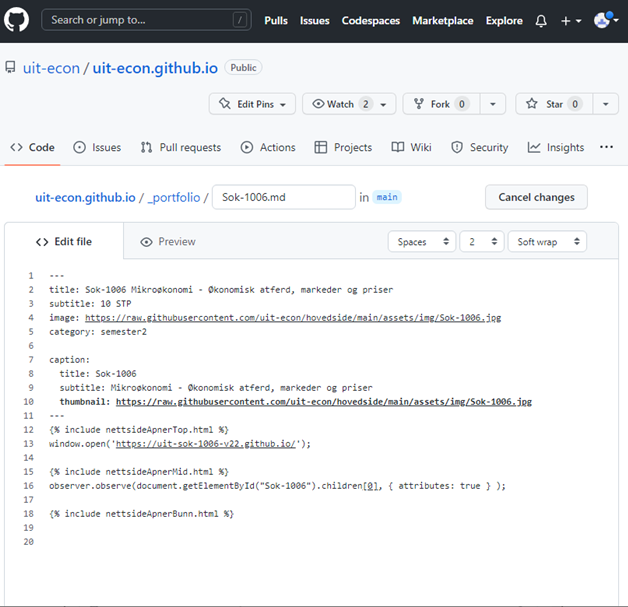 Search or jump to... /
Pulls Issues Codespaces Marketplace Explore
uit-econ / uit-econ.github.io Public
Edit Pins Watch 2 Fork 0 Star 0
<> Code Issues Pull requests Actions Projects Wiki Security Insights ...
uit-econ.github.io / _portfolio / Sok-1006.md in main Cancel changes
<> Edit file Preview Spaces 2 Soft wrap
1 ---
2 title: Sok-1006 Mikroøkonomi - Økonomisk atferd, markeder og priser
3 subtitle: 10 STP
4 image: https://raw.githubusercontent.com/uit-econ/hovedside/main/assets/img/Sok-1006.jpg
5 category: semester2
6
7 caption:
8 title: Sok-1006
9 subtitle: Mikroøkonomi - Økonomisk atferd, markeder og priser
10 thumbnail: https://raw.githubusercontent.com/uit-econ/hovedside/main/assets/img/Sok-1006.jpg
11 ---
12 {% include nettsideApnerTop.html %}
13 window.open('https://uit-sok-1006-v22.github.io/');
14
15 {% include nettsideApnerMid.html %}
16 observer.observe(document.getElementById("Sok-1006").children[0], { attributes: true } );
17
18 {% include nettsideApnerBunn.html %}
19
20